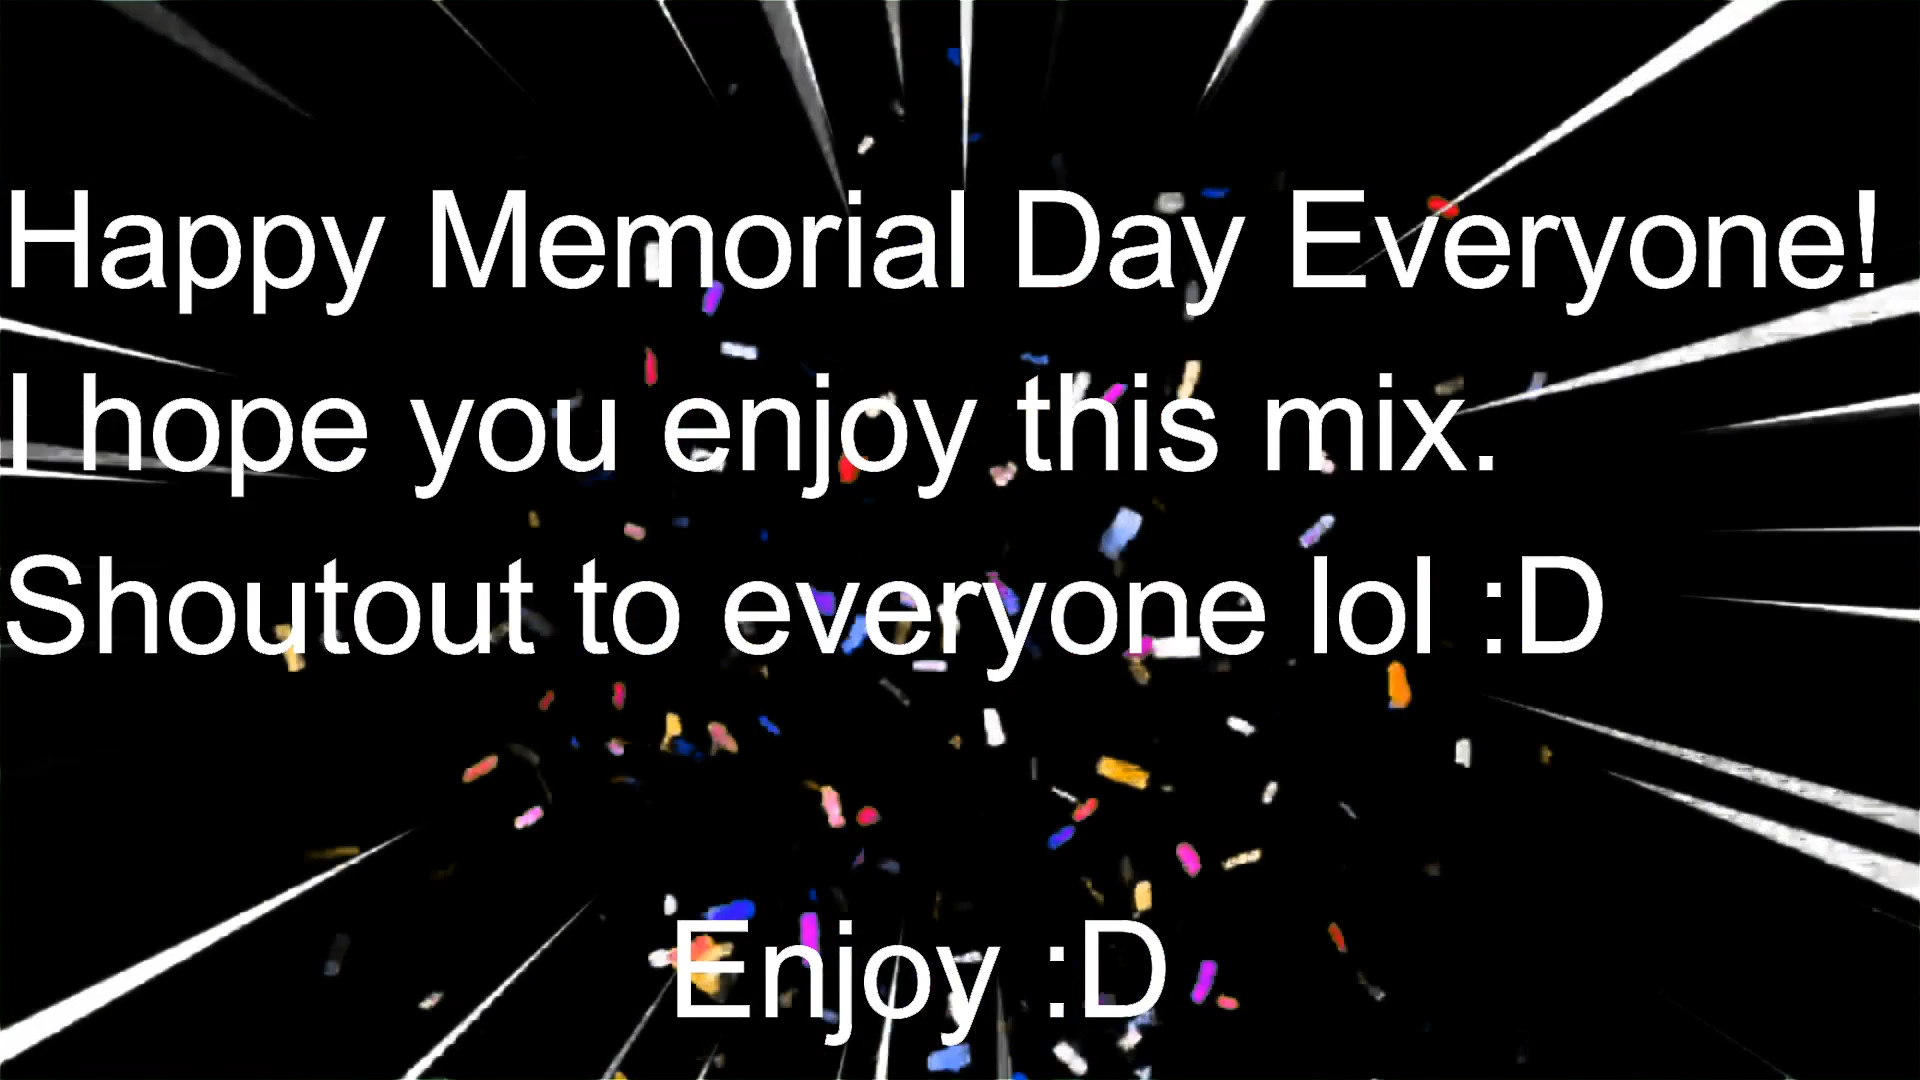 Happy Memorial Day Everyone!
I hope you enjoy this mix.
Shoutout to everyone lol :D
Enjoy :D